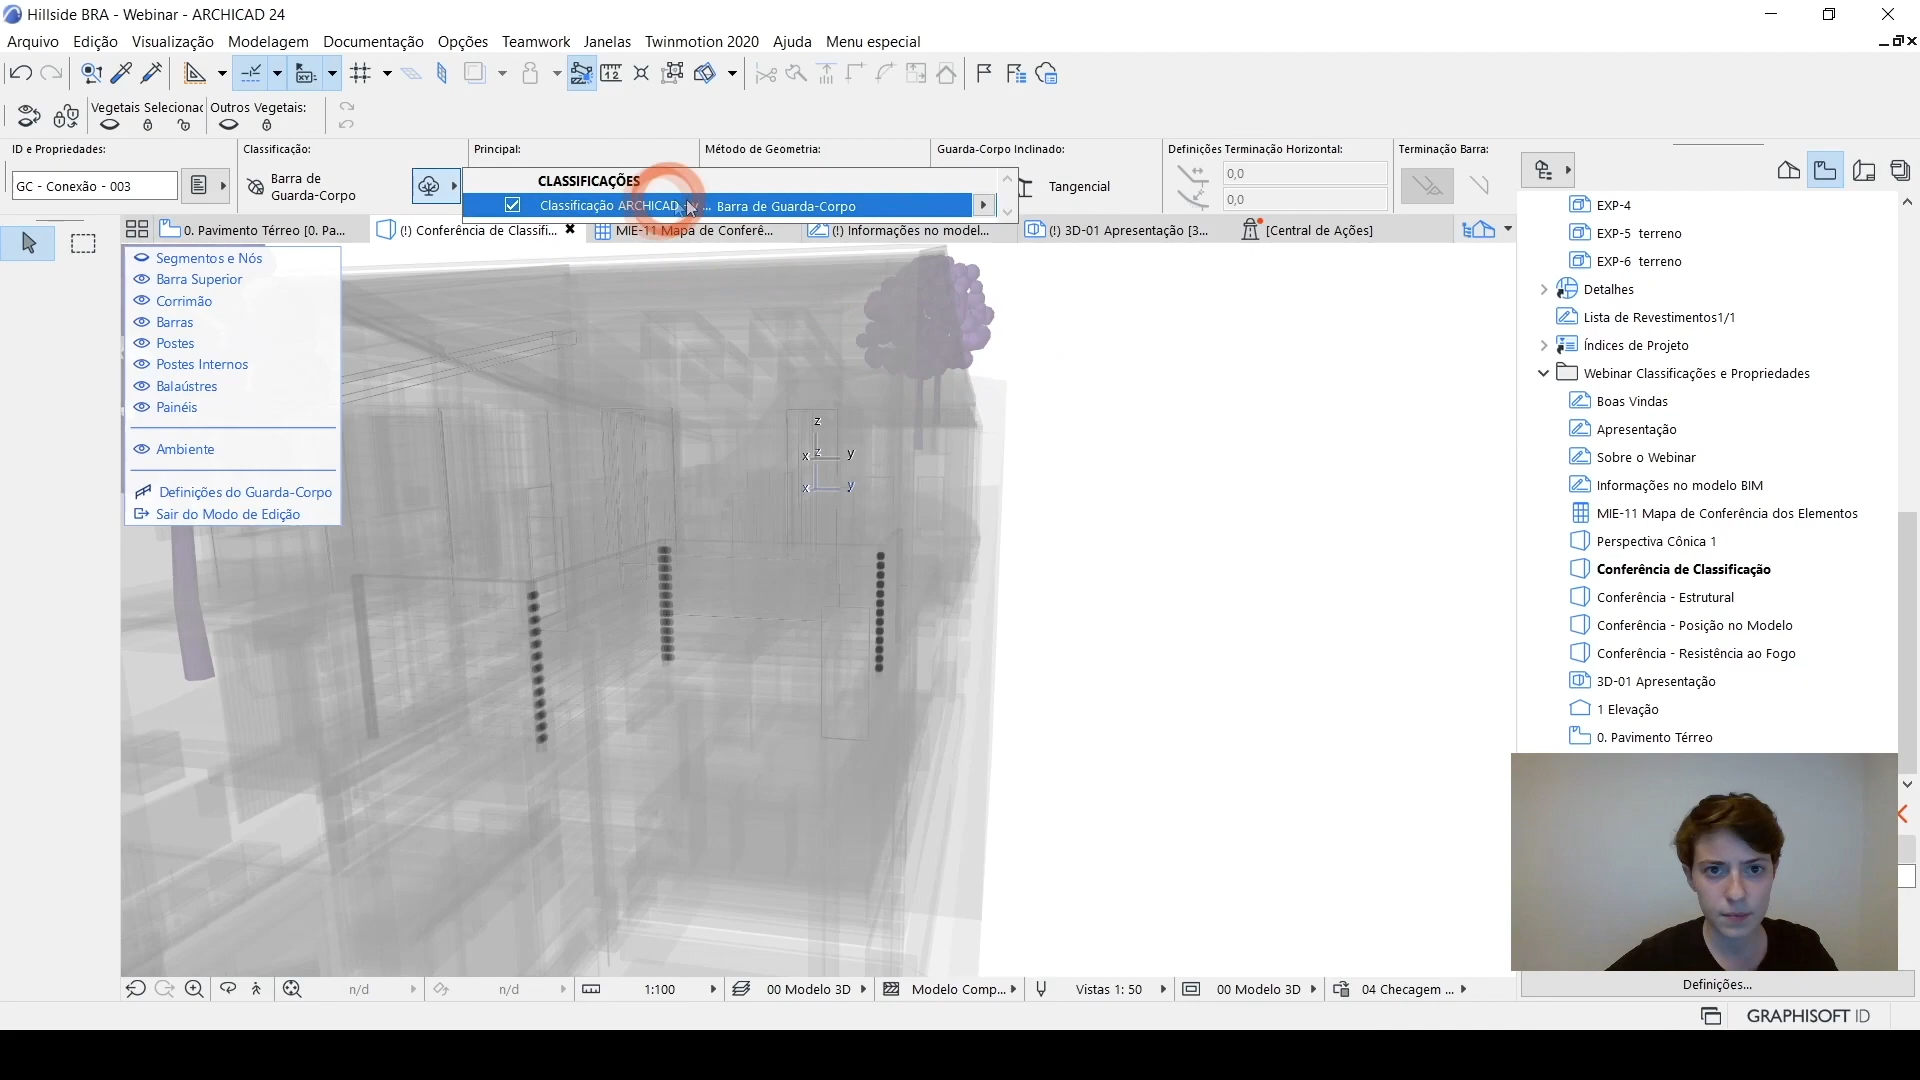 Hillside BRA - Webinar - ARCHICAD 24
Arquivo Edição Visualização Modelagem Documentação Opções Teamwork Janelas Twinmotion 2020 Ajuda Menu especial
Vegetais Selecionac Outros Vegetais:
ID e Propriedades: Classificação: Principal: Método de Geometria: Guarda-Corpo Inclinado: Definições Terminação Horizontal: Terminação Barra:
GC - Conexão - 003
Barra de
Guarda-Corpo
CLASSIFICAÇÕES
Classificação ARCHICAD - v ... Barra de Guarda-Corpo
Tangencial
0,0
0,0
0. Pavimento Térreo [0. Pa...
(!) Conferência de Classifi...
MIE-11 Mapa de Conferê...
(!) Informações no model...
(!) 3D-01 Apresentação [3...
[Central de Ações]
Segmentos e Nós
Barra Superior
Corrimão
Barras
Postes
Postes Internos
Balaústres
Painéis
Ambiente
Definições do Guarda-Corpo
Sair do Modo de Edição
z
x z y
x y
EXP-4
EXP-5 terreno
EXP-6 terreno
Detalhes
Lista de Revestimentos1/1
Índices de Projeto
Webinar Classificações e Propriedades
Boas Vindas
Apresentação
Sobre o Webinar
Informações no modelo BIM
MIE-11 Mapa de Conferência dos Elementos
Perspectiva Cônica 1
Conferência de Classificação
Conferência - Estrutural
Conferência - Posição no Modelo
Conferência - Resistência ao Fogo
3D-01 Apresentação
1 Elevação
0. Pavimento Térreo
Definições...
n/d n/d 1:100 00 Modelo 3D Modelo Comp... Vistas 1: 50 00 Modelo 3D 04 Checagem ...
GRAPHISOFT ID